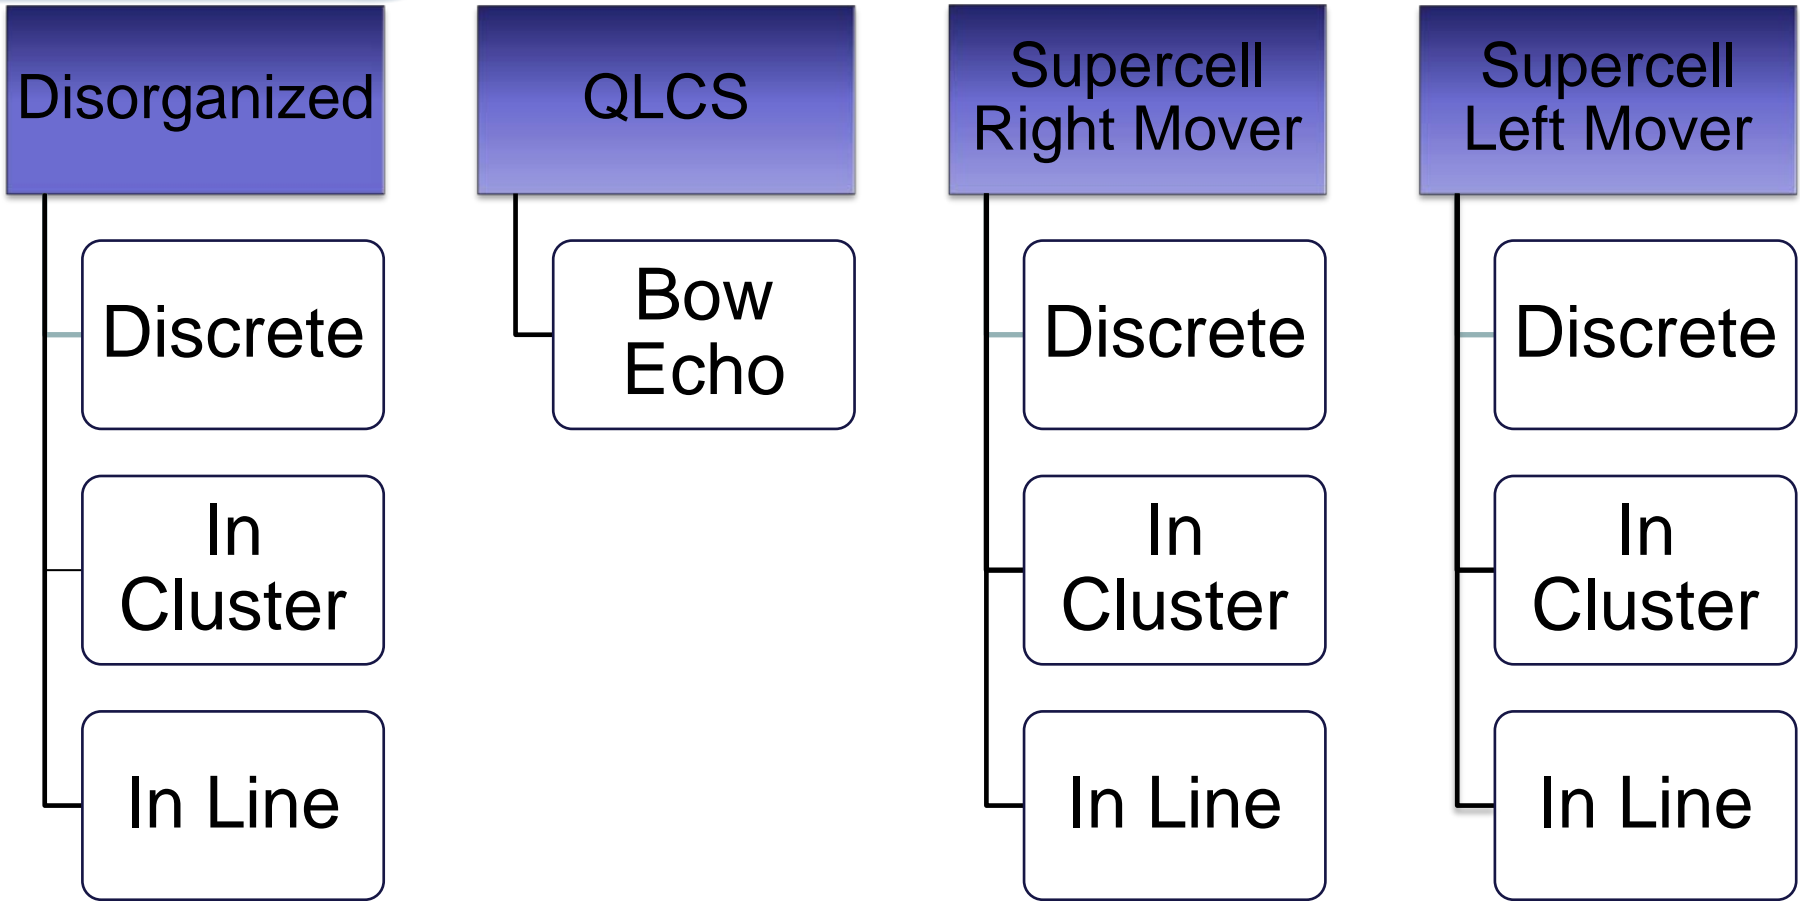 Disorganized
Discrete
In
Cluster
In Line
QLCS
Bow
Echo
Supercell
Right Mover
Discrete
In
Cluster
In Line
Supercell
Left Mover
Discrete
In
Cluster
In Line